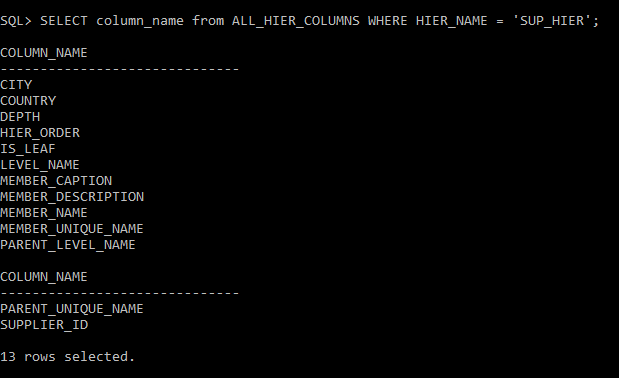 SQL> SELECT column_name from ALL_HIER_COLUMNS WHERE HIER_NAME = 'SUP_HIER';
COLUMN_NAME
------------------------------
CITY
COUNTRY
DEPTH
HIER_ORDER
IS_LEAF
LEVEL_NAME
MEMBER_CAPTION
MEMBER_DESCRIPTION
MEMBER_NAME
MEMBER_UNIQUE_NAME
PARENT_LEVEL_NAME
COLUMN_NAME
------------------------------
PARENT_UNIQUE_NAME
SUPPLIER_ID
13 rows selected.